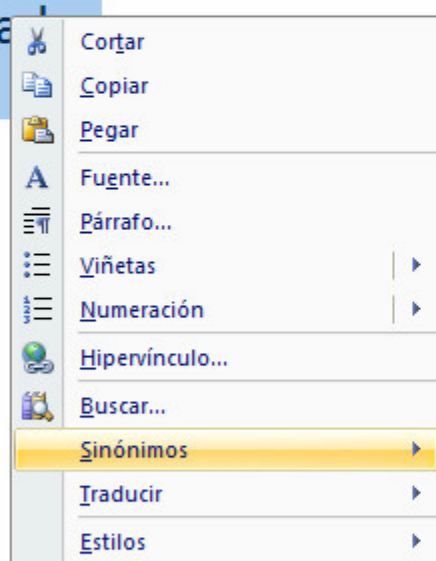 Cortar
Copiar
Pegar
Fuente...
Párrafo...
Viñetas
Numeración
Hipervínculo...
Buscar...
Sinónimos
Traducir
Estilos